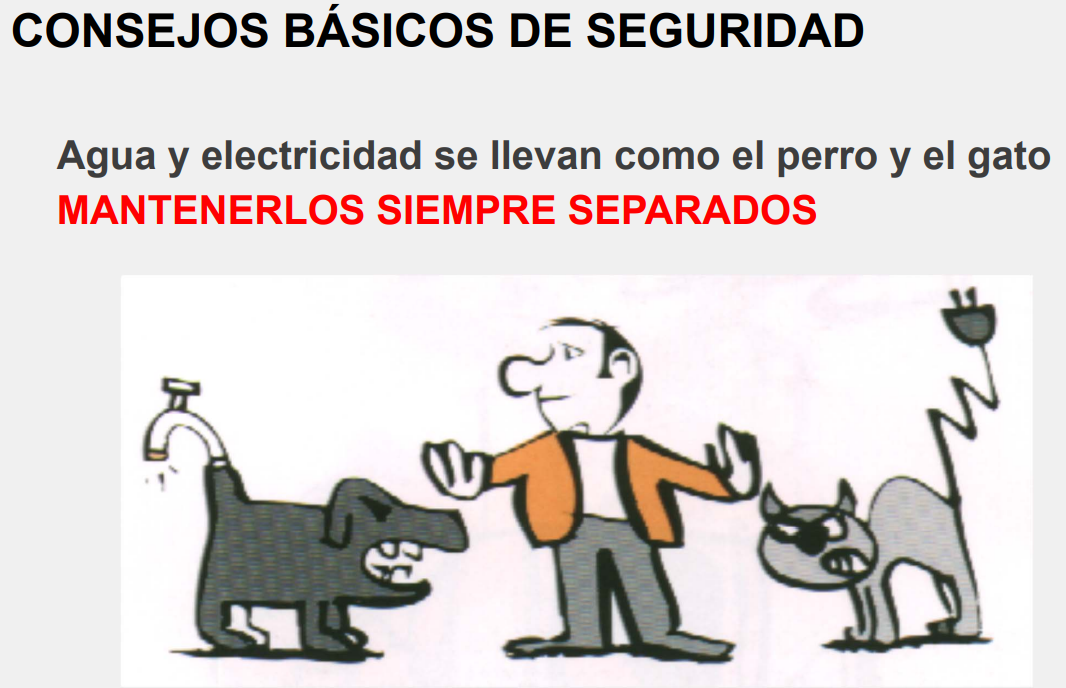 CONSEJOS BÁSICOS DE SEGURIDAD
Agua y electricidad se llevan como el perro y el gato
MANTENERLOS SIEMPRE SEPARADOS